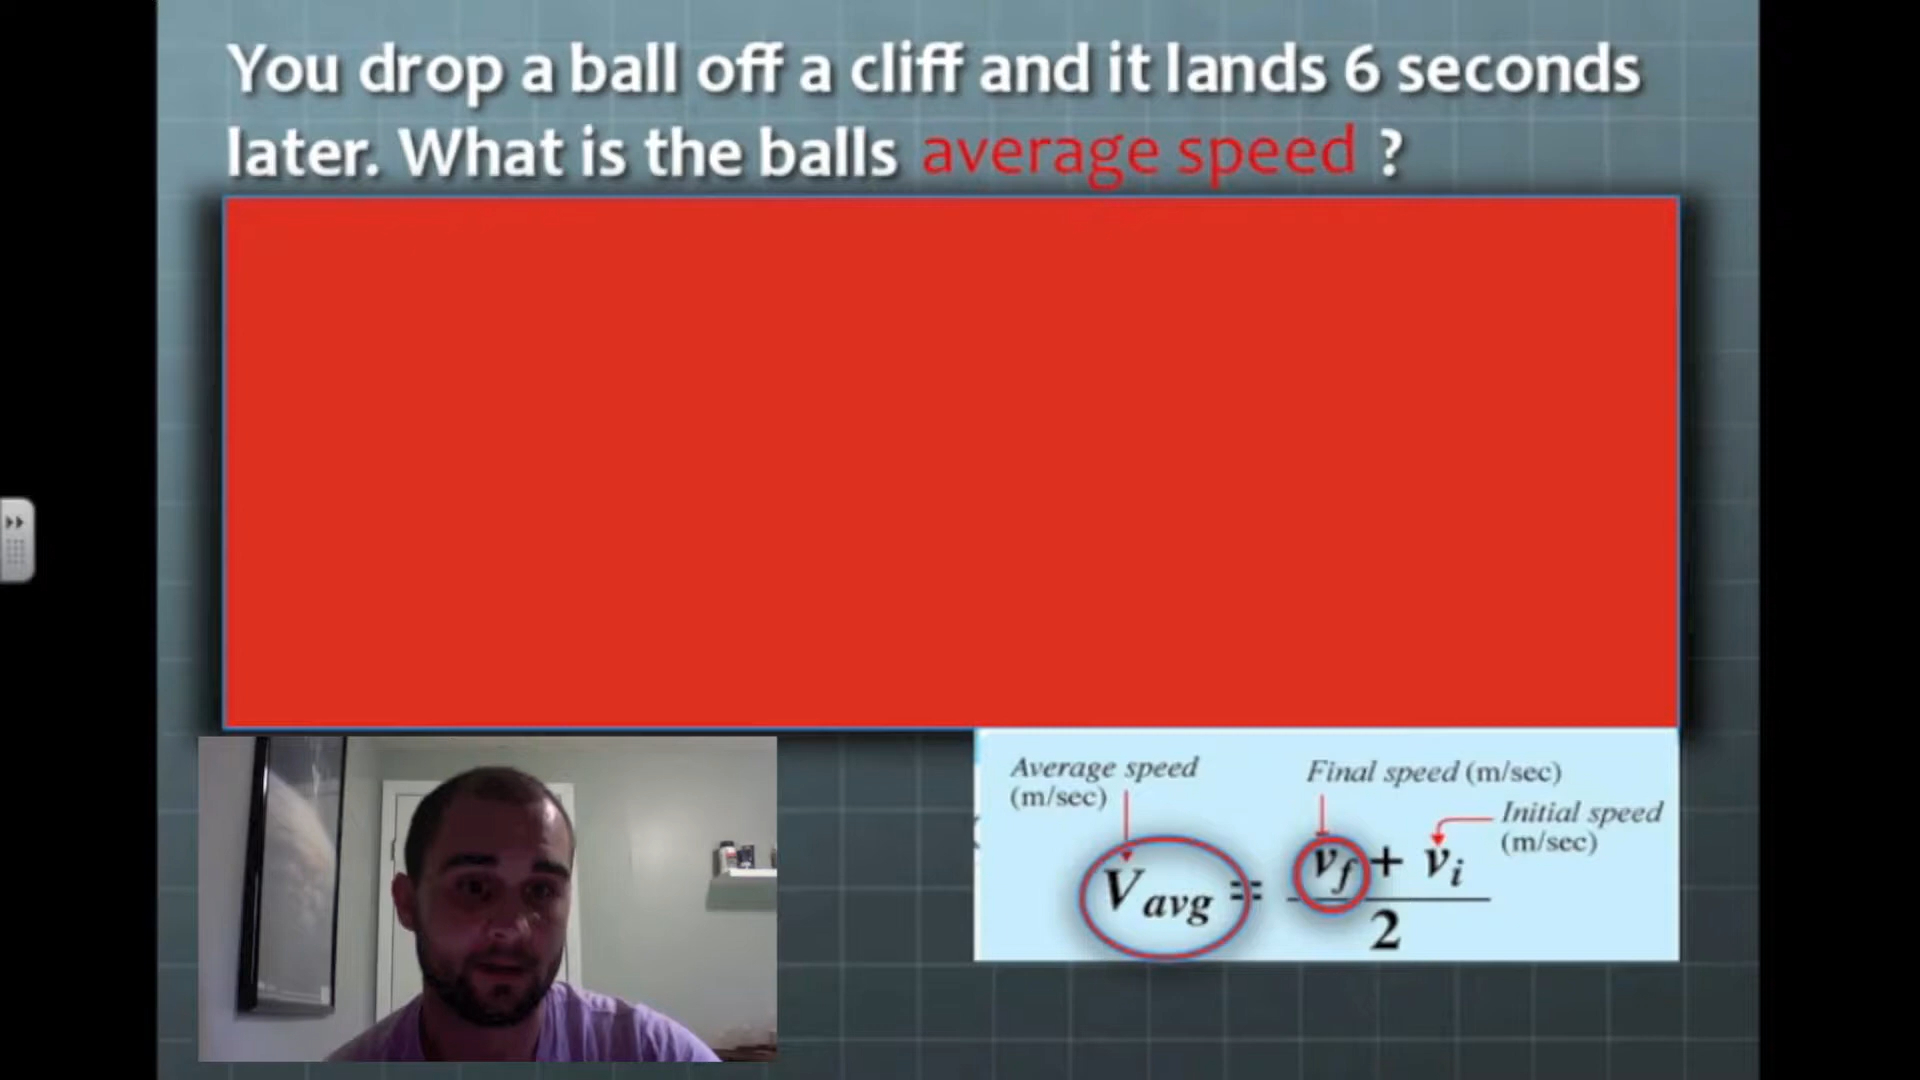 You drop a ball off a cliff and it lands 6 seconds
later. What is the balls average speed ?
Average speed
(m/sec)
Final speed (m/sec)
Initial speed
(m/sec)
Vavg = vf + vi
2